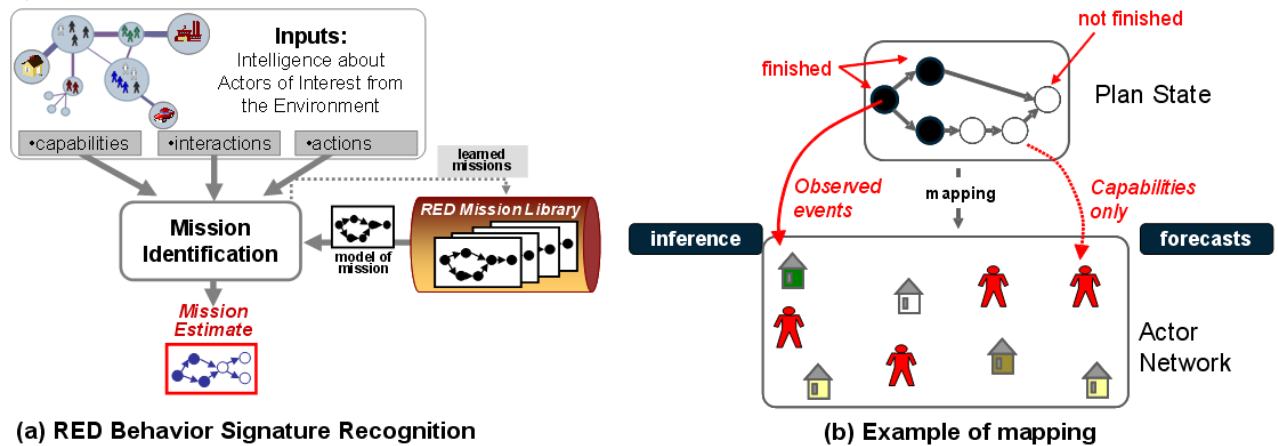 Inputs:
Intelligence about
Actors of Interest from
the Environment
•capabilities
•interactions
•actions
learned
missions
Mission
Identification
model of
mission
RED Mission Library
Mission
Estimate
(a) RED Behavior Signature Recognition
not finished
finished
Plan State
Observed
events
mapping
Capabilities
only
inference
forecasts
Actor
Network
(b) Example of mapping